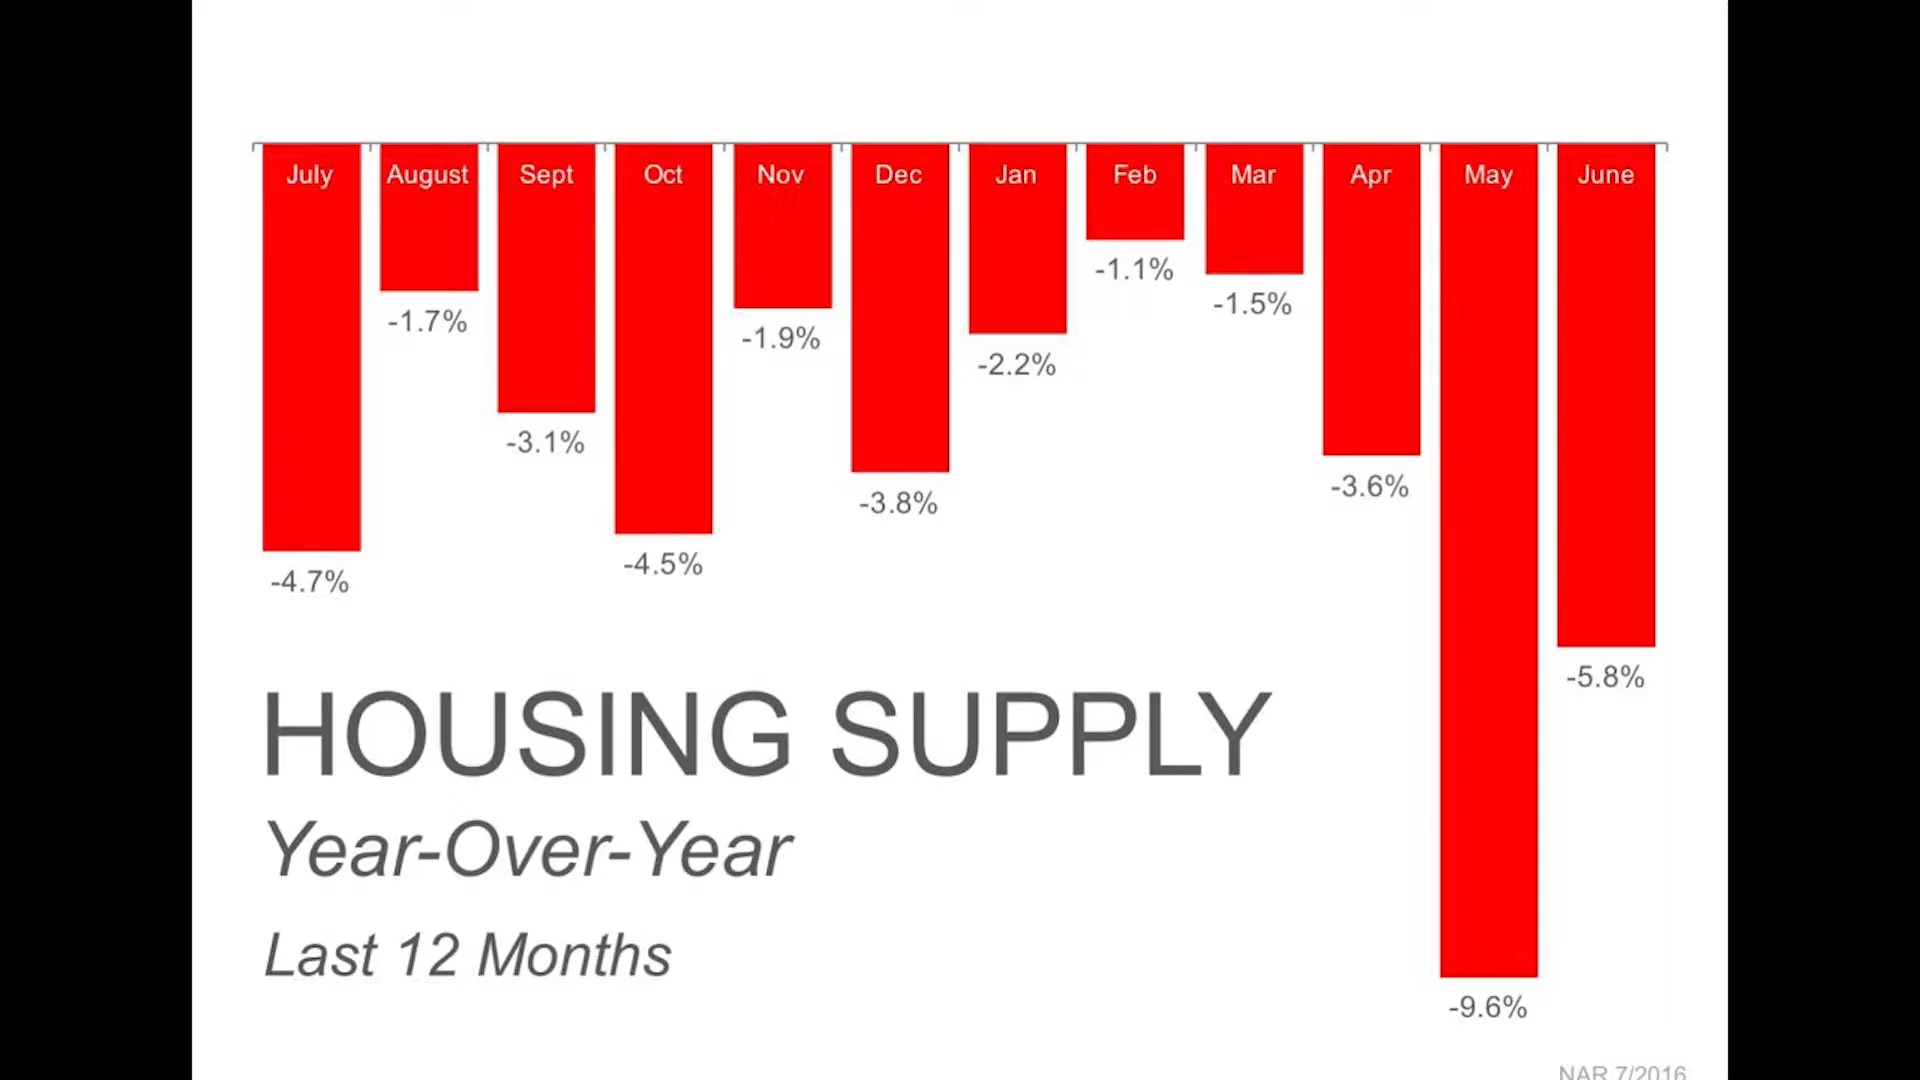 July August Sept Oct Nov Dec Jan Feb Mar Apr May June
-1.1%
-1.5%
-1.7%
-1.9%
-2.2%
-3.1%
-3.6%
-3.8%
-4.5%
-4.7%
-5.8%
HOUSING SUPPLY
Year-Over-Year
Last 12 Months
-9.6%
NAR 7/2016